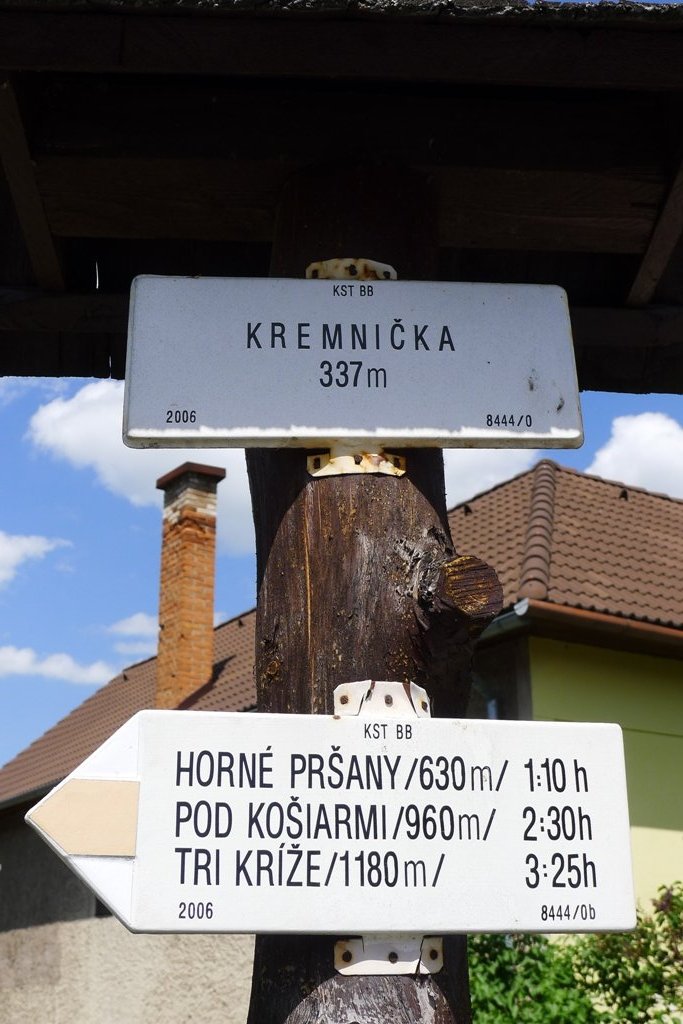 KST BB
KREMNIČKA
337m
2006 8444/0
KST BB
HORNÉ PRŠANY/630m/ 1:10 h
POD KOŠIARMI/960m/ 2:30h
TRI KRÍŽE/1180m/ 3:25h
2006 8444/0b